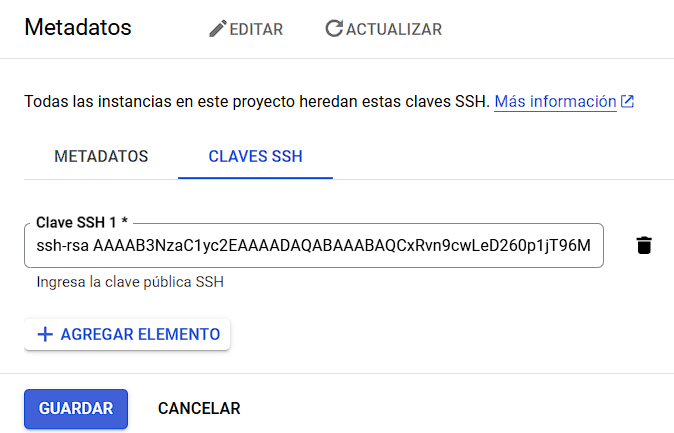 Metadatos EDITAR ACTUALIZAR
Todas las instancias en este proyecto heredan estas claves SSH. Más información
METADATOS CLAVES SSH
Clave SSH 1 *
ssh-rsa AAAAB3NzaC1yc2EAAAADAQABAAABAQCxRvn9cwLeD260p1jT96M
Ingresa la clave pública SSH
+ AGREGAR ELEMENTO
GUARDAR CANCELAR